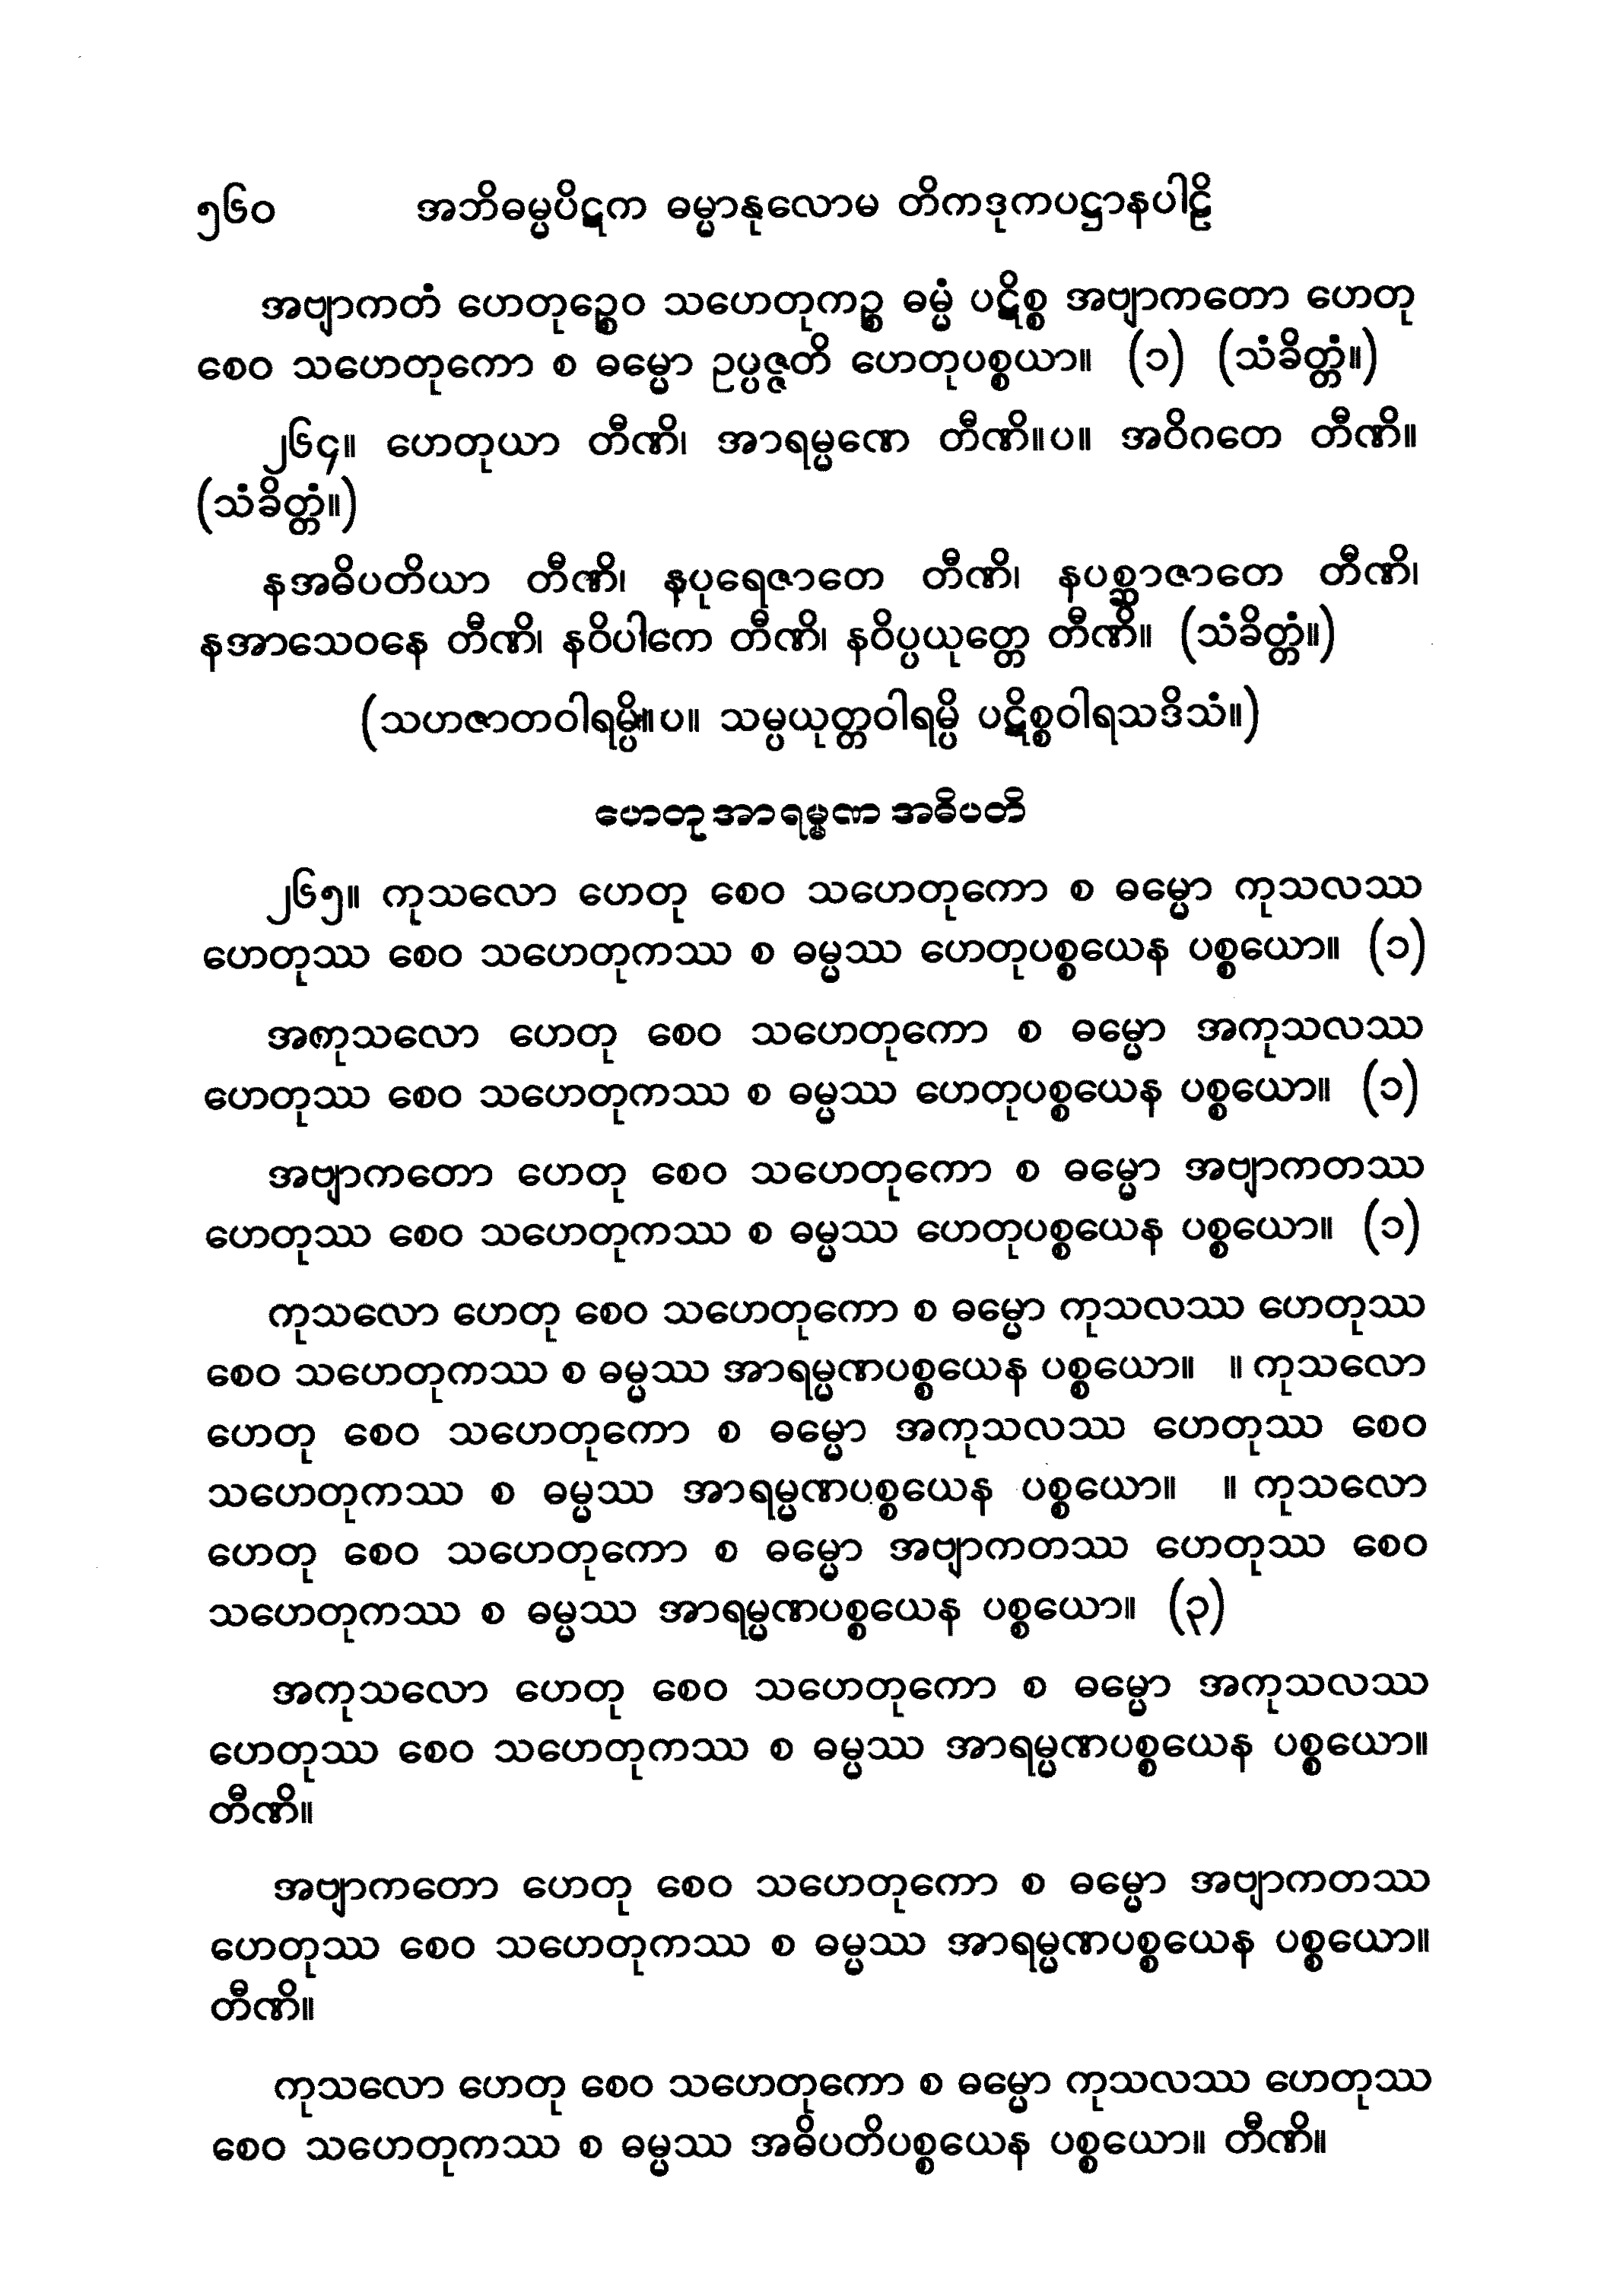 ၅၆၀ အဘိဓမ္မပိဋက ဓမ္မာနုလောမ တိကဒုကပဋ္ဌာနပါဠိ
အဗျာကတံ ဟေတုဉ္စေဝ သဟေတုကဉ္စ ဓမ္မံ ပဋိစ္စ အဗျာကတော ဟေတု
စေဝ သဟေတုကော စ ဓမ္မော ဥပ္ပဇ္ဇတိ ဟေတုပစ္စယာ။ (၁) (သံခိတ္တံ။)
၂၆၄။ ဟေတုယာ တီဏိ၊ အာရမ္မဏေ တီဏိ။ပ။ အဝိဂတေ တီဏိ။
(သံခိတ္တံ။)
နအဓိပတိယာ တီဏိ၊ နပုရေဇာတေ တီဏိ၊ နပစ္ဆာဇာတေ တီဏိ၊
နအာသေဝနေ တီဏိ၊ နဝိပါကေ တီဏိ၊ နဝိပ္ပယုတ္တေ တီဏိ။ (သံခိတ္တံ။)
(သဟဇာတဝါရမ္ပိ။ပ။ သမ္ပယုတ္တဝါရမ္ပိ ပဋိစ္စဝါရသဒိသံ။)
ဟေတုအာရမ္မဏအဓိပတိ
၂၆၅။ ကုသလော ဟေတု စေဝ သဟေတုကော စ ဓမ္မော ကုသလဿ
ဟေတုဿ စေဝ သဟေတုကဿ စ ဓမ္မဿ ဟေတုပစ္စယေန ပစ္စယော။ (၁)
အကုသလော ဟေတု စေဝ သဟေတုကော စ ဓမ္မော အကုသလဿ
ဟေတုဿ စေဝ သဟေတုကဿ စ ဓမ္မဿ ဟေတုပစ္စယေန ပစ္စယော။ (၁)
အဗျာကတော ဟေတု စေဝ သဟေတုကော စ ဓမ္မော အဗျာကတဿ
ဟေတုဿ စေဝ သဟေတုကဿ စ ဓမ္မဿ ဟေတုပစ္စယေန ပစ္စယော။ (၁)
ကုသလော ဟေတု စေဝ သဟေတုကော စ ဓမ္မော ကုသလဿ ဟေတုဿ
စေဝ သဟေတုကဿ စ ဓမ္မဿ အာရမ္မဏပစ္စယေန ပစ္စယော။ ။ ကုသလော
ဟေတု စေဝ သဟေတုကော စ ဓမ္မော အကုသလဿ ဟေတုဿ စေဝ
သဟေတုကဿ စ ဓမ္မဿ အာရမ္မဏပစ္စယေန ပစ္စယော။ ။ ကုသလော
ဟေတု စေဝ သဟေတုကော စ ဓမ္မော အဗျာကတဿ ဟေတုဿ စေဝ
သဟေတုကဿ စ ဓမ္မဿ အာရမ္မဏပစ္စယေန ပစ္စယော။ (၃)
အကုသလော ဟေတု စေဝ သဟေတုကော စ ဓမ္မော အကုသလဿ
ဟေတုဿ စေဝ သဟေတုကဿ စ ဓမ္မဿ အာရမ္မဏပစ္စယေန ပစ္စယော။
တီဏိ။
အဗျာကတော ဟေတု စေဝ သဟေတုကော စ ဓမ္မော အဗျာကတဿ
ဟေတုဿ စေဝ သဟေတုကဿ စ ဓမ္မဿ အာရမ္မဏပစ္စယေန ပစ္စယော။
တီဏိ။
ကုသလော ဟေတု စေဝ သဟေတုကော စ ဓမ္မော ကုသလဿ ဟေတုဿ
စေဝ သဟေတုကဿ စ ဓမ္မဿ အဓိပတိပစ္စယေန ပစ္စယော။ တီဏိ။